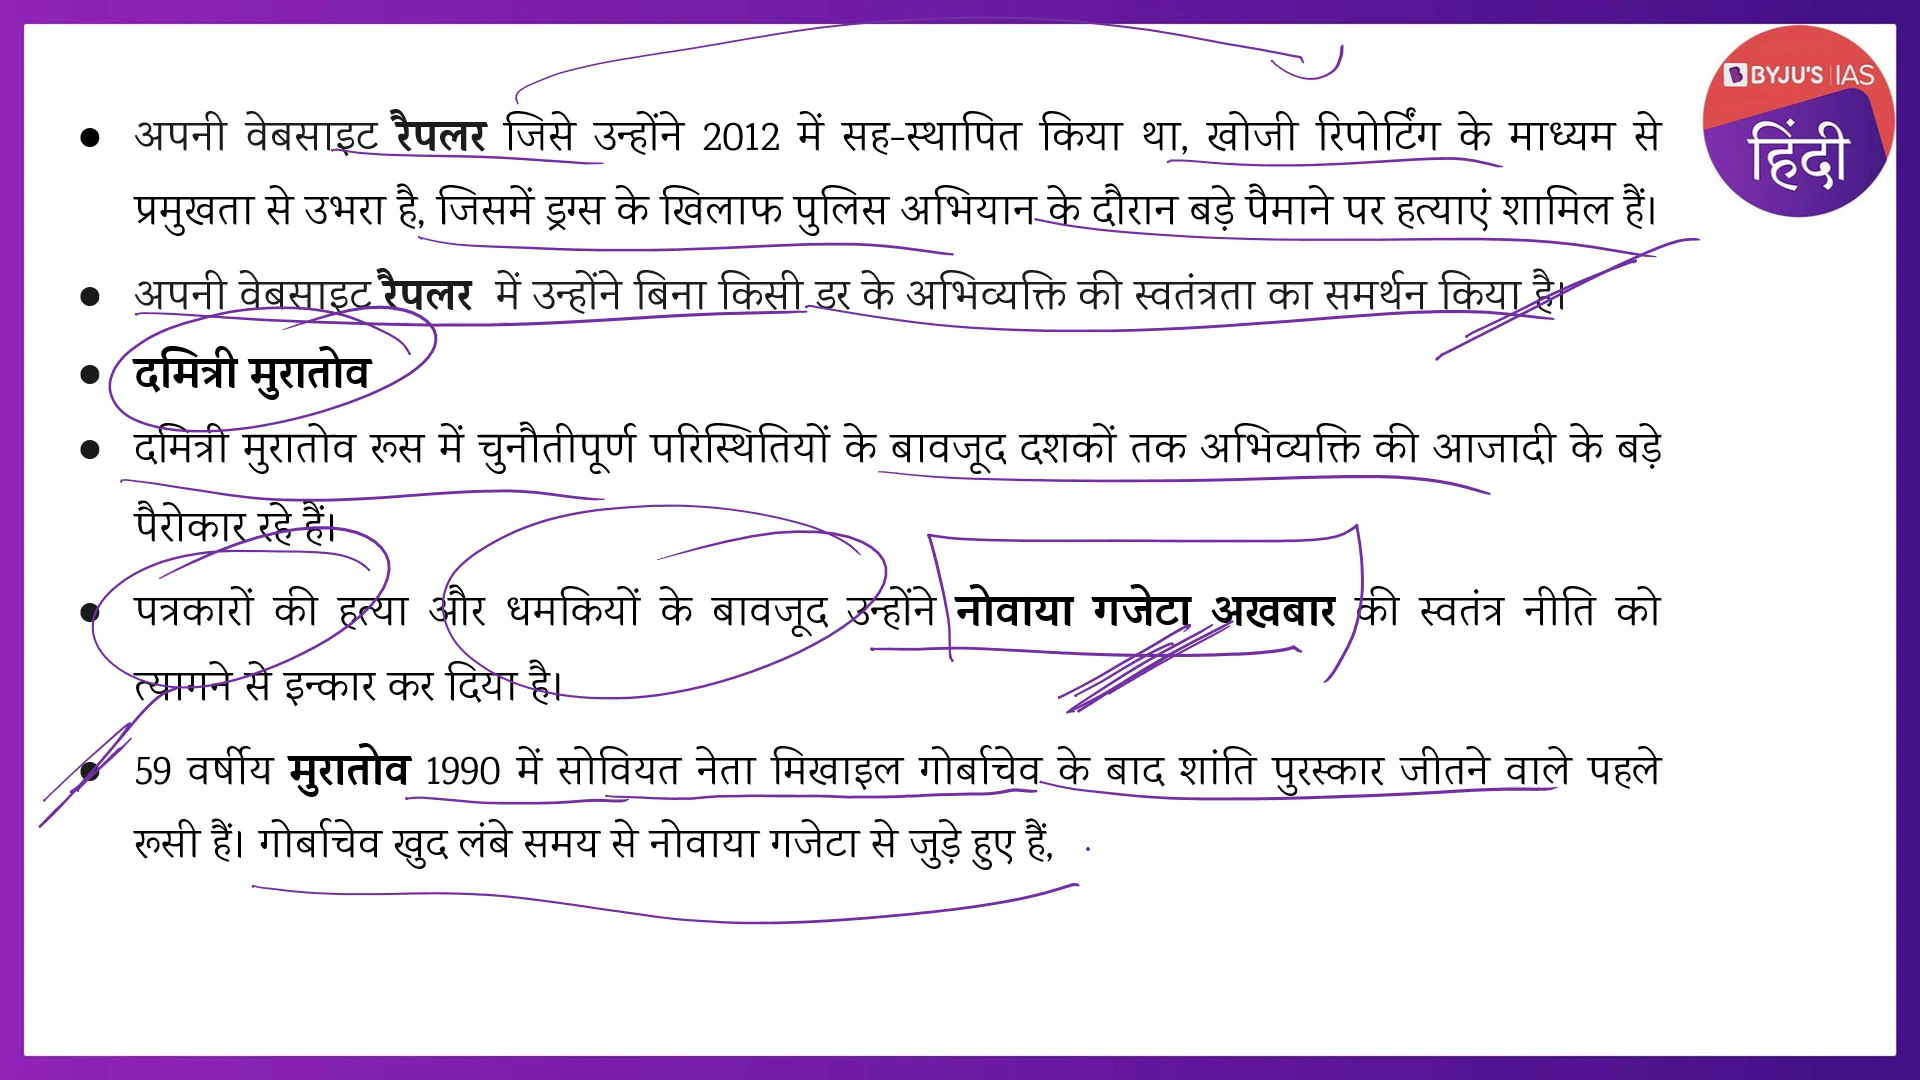 BYJU'S IAS
हिंदी
● अपनी वेबसाइट रैपलर जिसे उन्होंने 2012 में सह-स्थापित किया था, खोजी रिपोर्टिंग के माध्यम से
प्रमुखता से उभरा है, जिसमें ड्रग्स के खिलाफ पुलिस अभियान के दौरान बड़े पैमाने पर हत्याएं शामिल हैं।
● अपनी वेबसाइट रैपलर में उन्होंने बिना किसी डर के अभिव्यक्ति की स्वतंत्रता का समर्थन किया है।
● दमित्री मुरातोव
● दमित्री मुरातोव रूस में चुनौतीपूर्ण परिस्थितियों के बावजूद दशकों तक अभिव्यक्ति की आजादी के बड़े
पैरोकार रहे हैं।
● पत्रकारों की हत्या और धमकियों के बावजूद उन्होंने नोवाया गजेटा अखबार की स्वतंत्र नीति को
त्यागने से इन्कार कर दिया है।
● 59 वर्षीय मुरातोव 1990 में सोवियत नेता मिखाइल गोर्बाचेव के बाद शांति पुरस्कार जीतने वाले पहले
रूसी हैं। गोर्बाचेव खुद लंबे समय से नोवाया गजेटा से जुड़े हुए हैं,